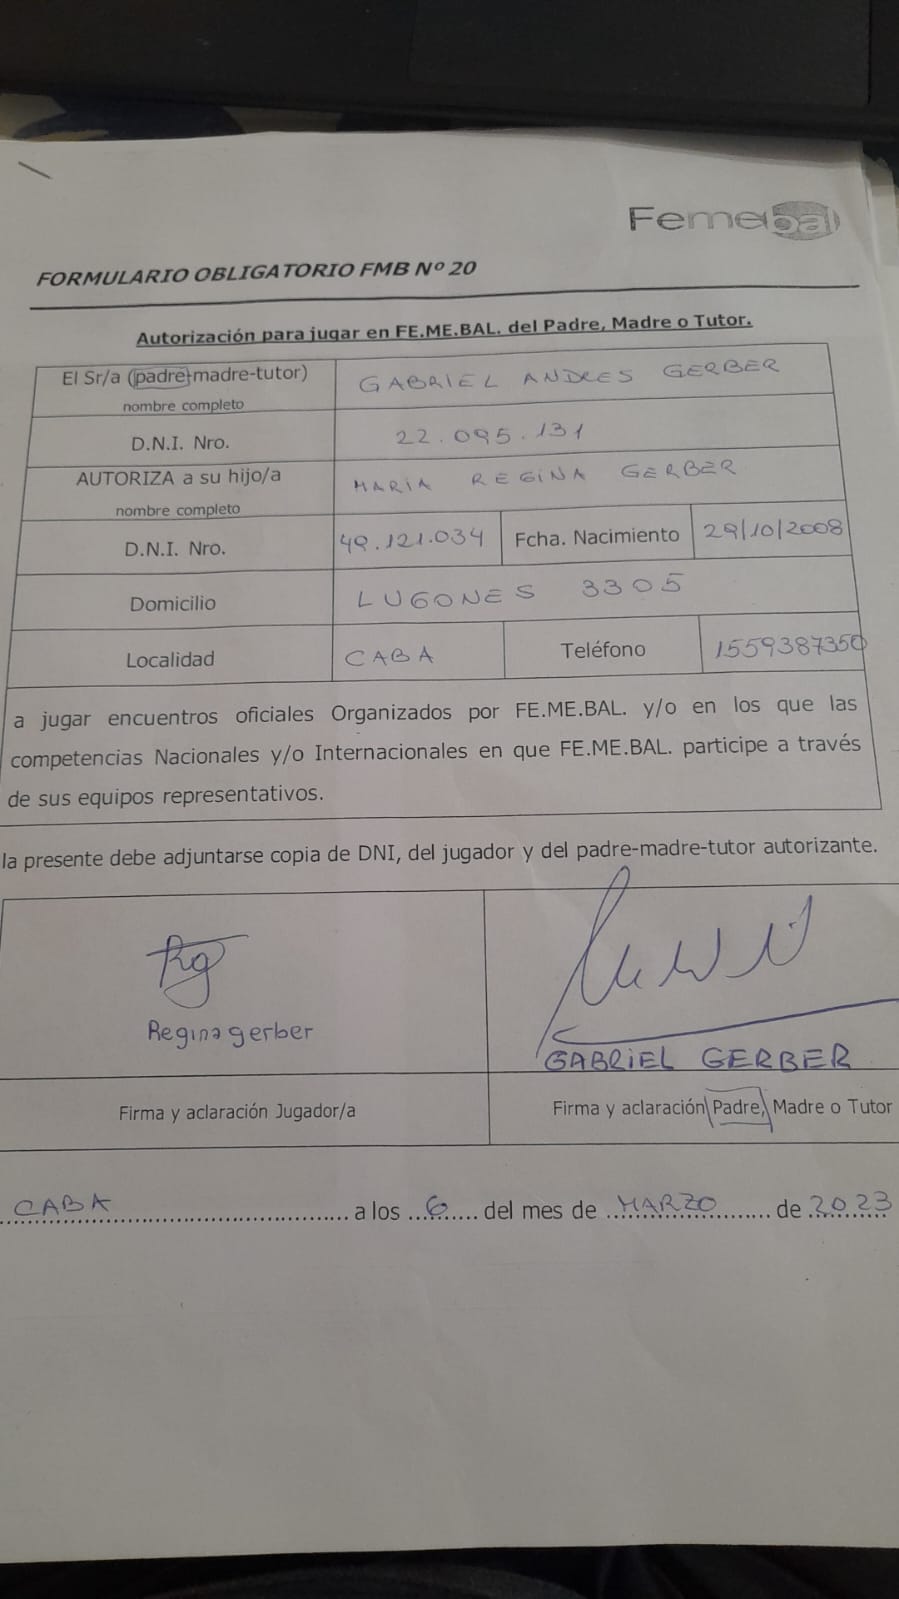 Femebal
FORMULARIO OBLIGATORIO FMB Nº 20
Autorización para jugar en FE.ME.BAL. del Padre, Madre o Tutor.
El Sr/a (padre-madre-tutor) GABRIEL ANDRES GERBER
nombre completo
D.N.I. Nro. 22.095.131
AUTORIZA a su hijo/a MARIA REGINA GERBER
nombre completo
D.N.I. Nro. 49.121.034 Fcha. Nacimiento 29/10/2008
Domicilio LUGONES 3305
Localidad CABA Teléfono 1559387350
a jugar encuentros oficiales Organizados por FE.ME.BAL. y/o en los que las
competencias Nacionales y/o Internacionales en que FE.ME.BAL. participe a través
de sus equipos representativos.
la presente debe adjuntarse copia de DNI, del jugador y del padre-madre-tutor autorizante.
Rg
Regina gerber
GABRIEL GERBER
Firma y aclaración Jugador/a Firma y aclaración Padre, Madre o Tutor
CABA a los 6 del mes de MARZO de 2023